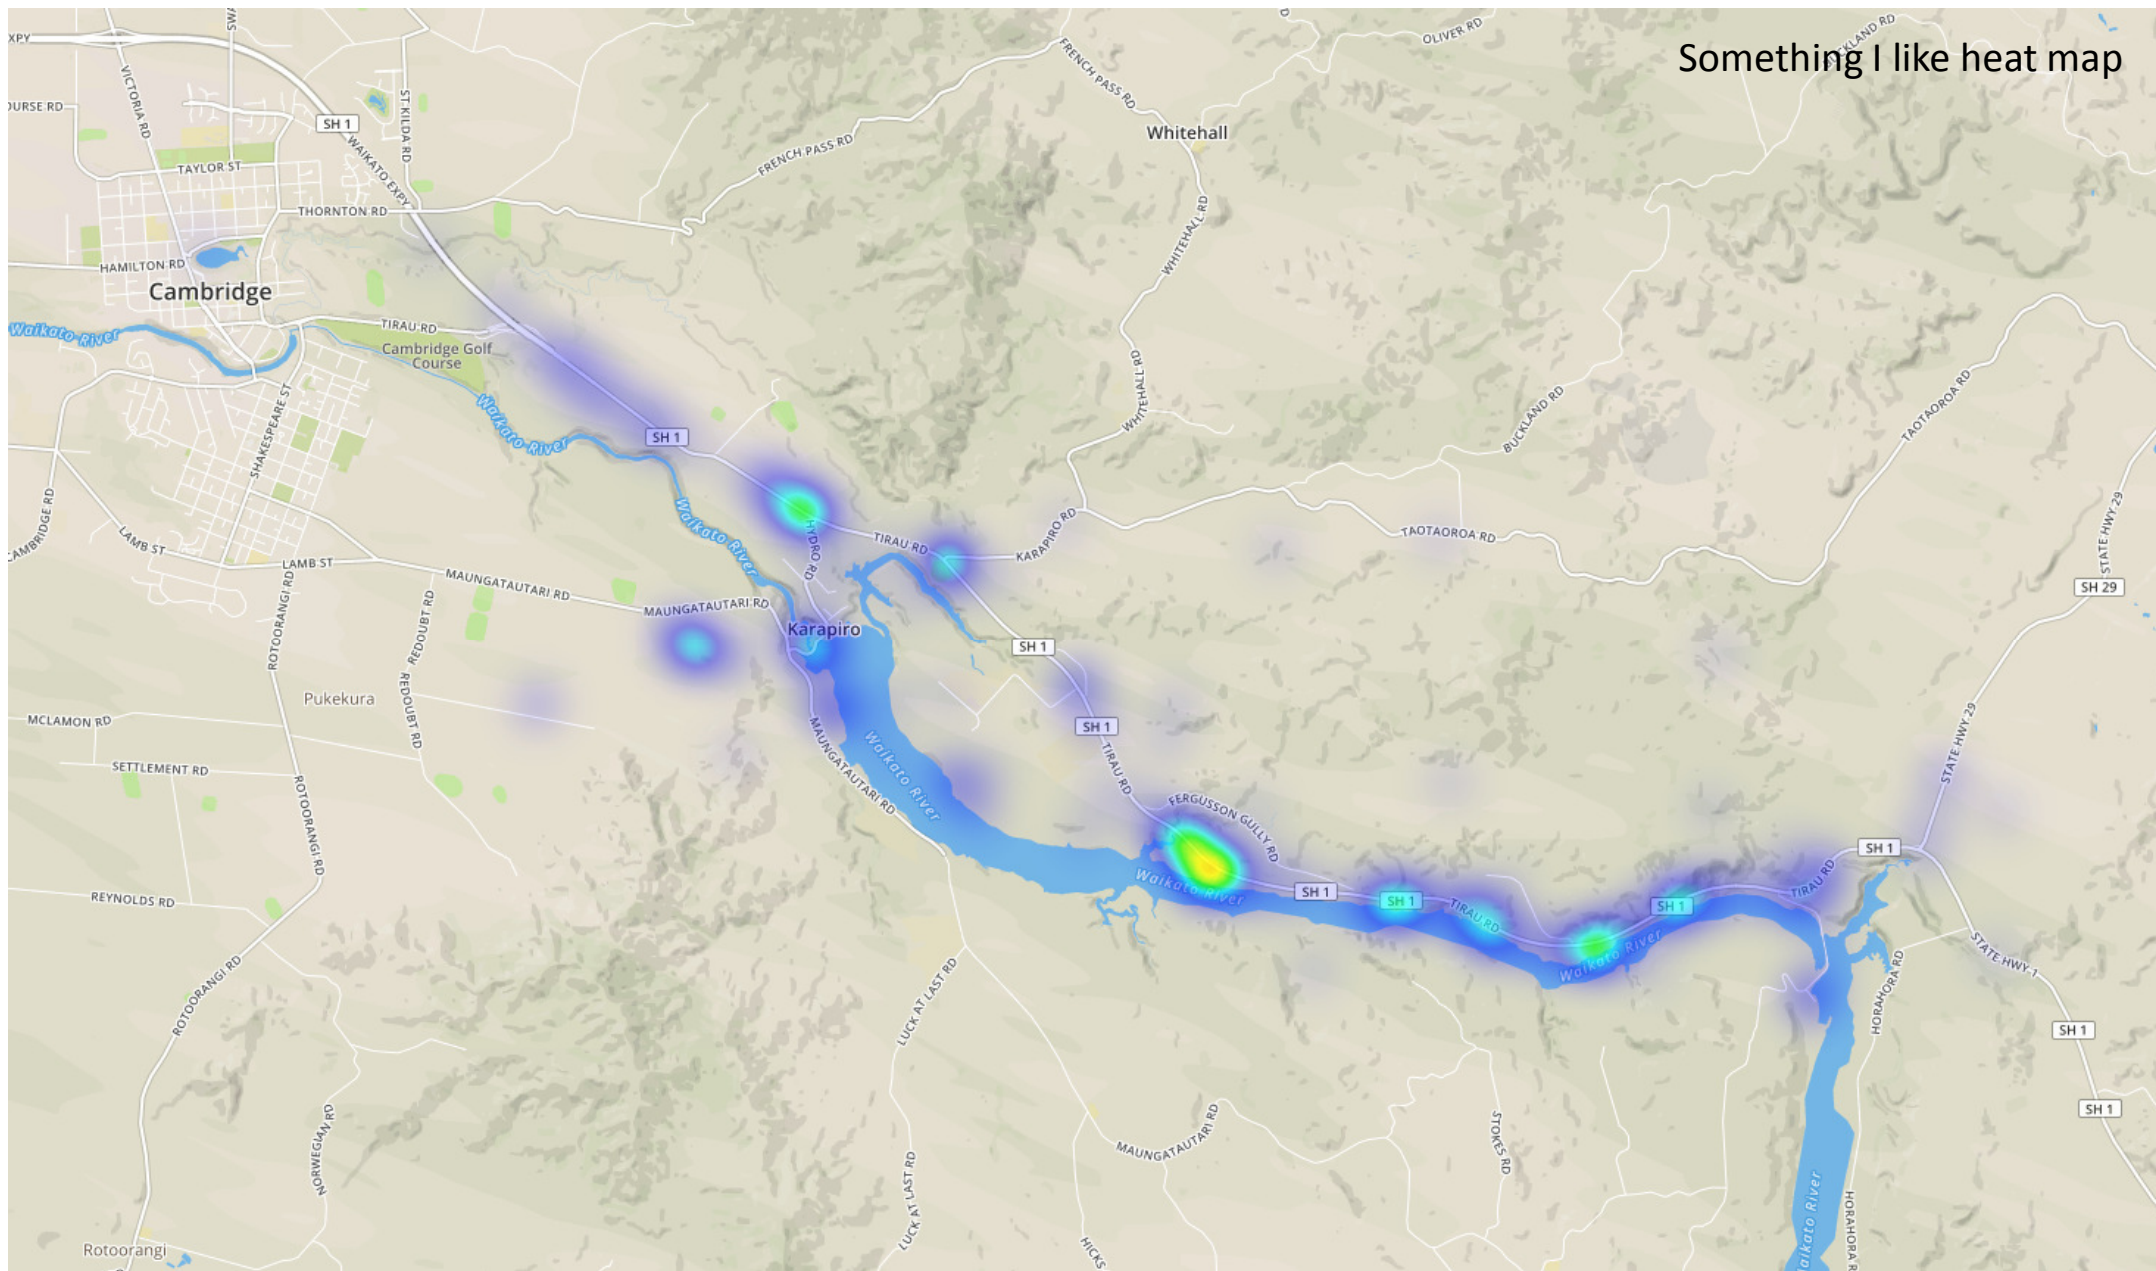 Something I like heat map
XPY
VICTORIA RD
OURSE RD
TAYLOR ST
SH 1
ST KILDA RD
WAIKATO EXPY
THORNTON RD
HAMILTON RD
Cambridge
Waikato River
TIRAU RD
Cambridge Golf
Course
SHAKESPEARE ST
Waikato River
SH 1
FRENCH PASS RD
FRENCH PASS RD
Whitehall
OLIVER RD
WHITEHALL RD
WHITEHALL RD
BUCKLAND RD
TAOTAOROA RD
TAOTAOROA RD
STATE HWY 29
SH 29
CAMBRIDGE RD
LAMB ST
LAMB ST
ROTOORANGI RD
REDOUBT RD
MAUNGATAUTARI RD
MAUNGATAUTARI RD
Waikato River
HYDRO RD
TIRAU RD
KARAPIRO RD
Karapiro
SH 1
Pukekura
REDOUBT RD
MCLAMON RD
SETTLEMENT RD
ROTOORANGI RD
MAUNGATAUTARI RD
Waikato River
SH 1
TIRAU RD
FERGUSSON GULLY RD
STATE HWY 29
SH 1
REYNOLDS RD
Waikato River
SH 1
SH 1
TIRAU RD
SH 1
TIRAU RD
Waikato River
ROTOORANGI RD
LUCK AT LAST RD
STATE HWY 1
HORAHORA RD
SH 1
NORWEGIAN RD
LUCK AT LAST RD
MAUNGATAUTARI RD
STOKES RD
SH 1
Rotoorangi
HICKS
aikato River
HORAHORA R